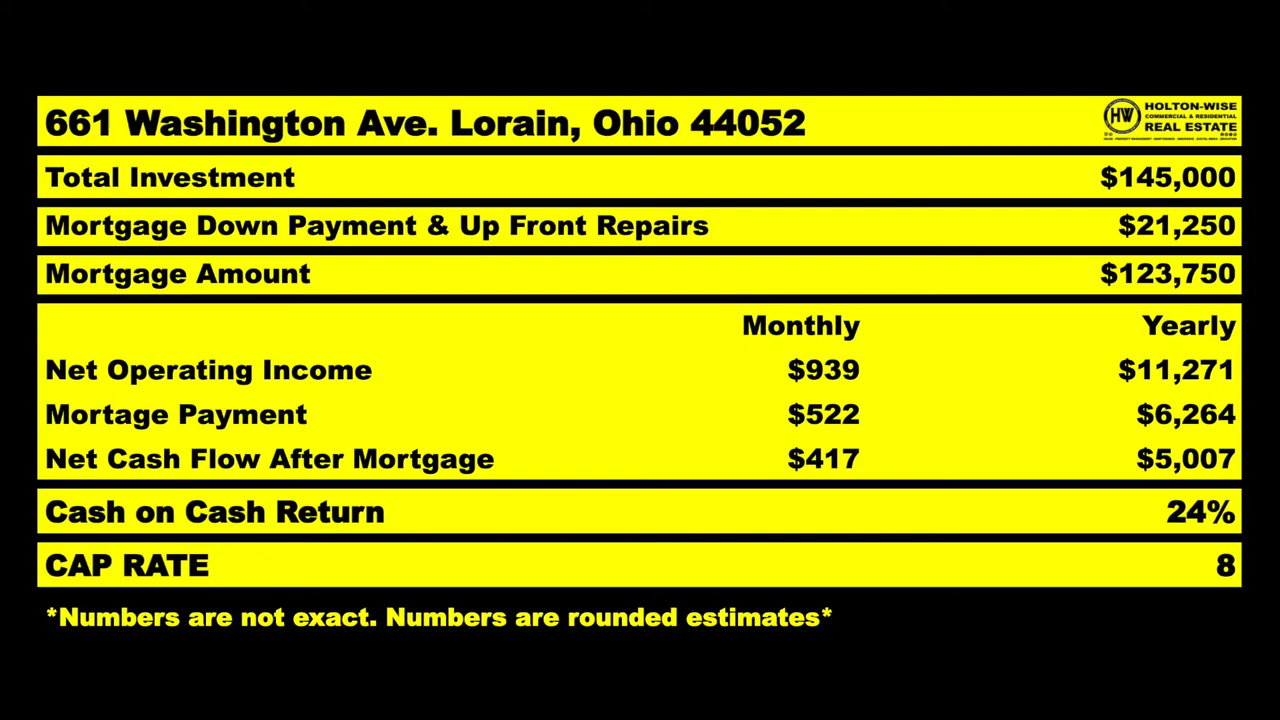 661 Washington Ave. Lorain, Ohio 44052
HW
HOLTON-WISE
COMMERCIAL & RESIDENTIAL
REAL ESTATE
Total Investment $145,000
Mortgage Down Payment & Up Front Repairs $21,250
Mortgage Amount $123,750
Monthly Yearly
Net Operating Income $939 $11,271
Mortage Payment $522 $6,264
Net Cash Flow After Mortgage $417 $5,007
Cash on Cash Return 24%
CAP RATE 8
*Numbers are not exact. Numbers are rounded estimates*